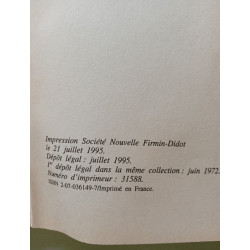 Impression Société Nouvelle Firmin-Didot
le 21 juillet 1995.
Dépôt légal : juillet 1995.
1er dépôt légal dans la même collection : juin 1972.
Numéro d'imprimeur : 31588.
ISBN 2-07-036149-7/Imprimé en France.